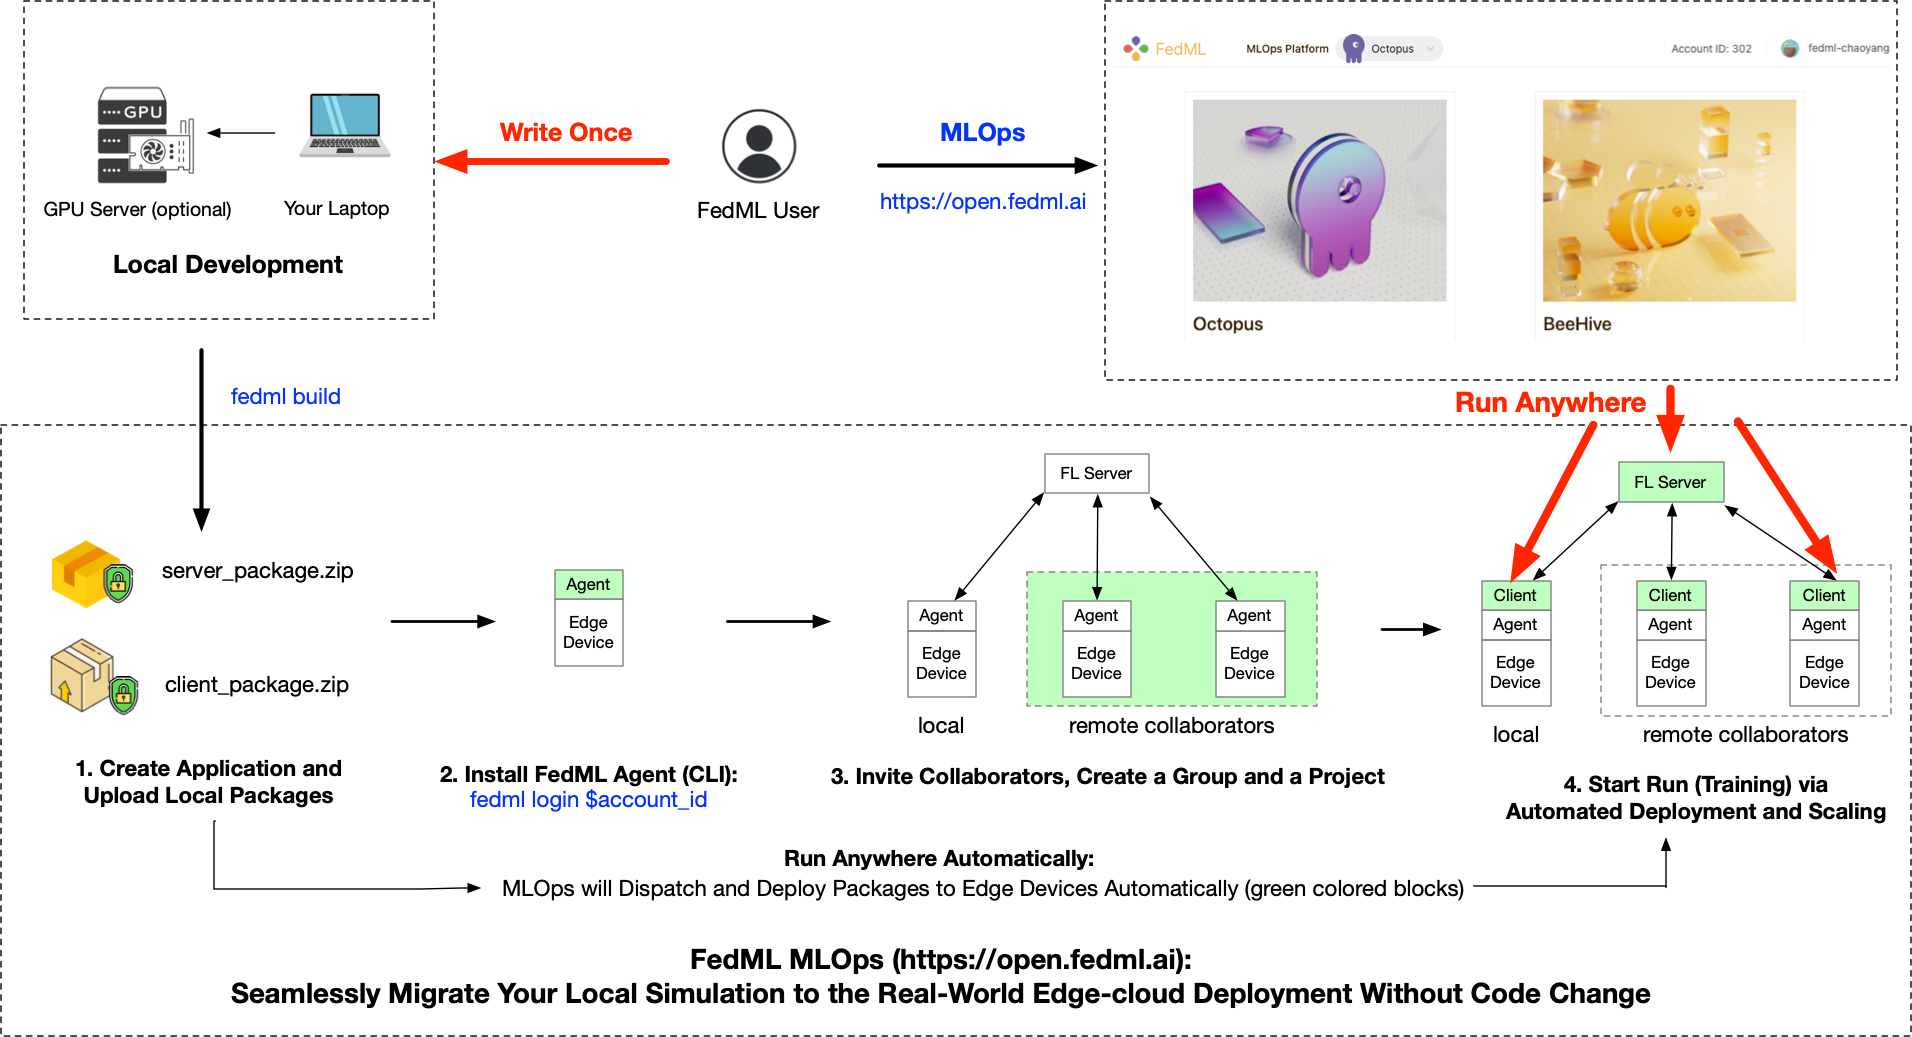 GPU
GPU Server (optional)
Your Laptop
Local Development
Write Once
FedML User
MLOps
https://open.fedml.ai
FedML
MLOps Platform
Octopus
Account ID: 302
fedml-chaoyang
Octopus
BeeHive
fedml build
Run Anywhere
server_package.zip
client_package.zip
1. Create Application and
Upload Local Packages
Agent
Edge
Device
2. Install FedML Agent (CLI):
fedml login $account_id
FL Server
Agent
Edge
Device
local
Agent
Edge
Device
Agent
Edge
Device
remote collaborators
3. Invite Collaborators, Create a Group and a Project
FL Server
Client
Agent
Edge
Device
local
Client
Agent
Edge
Device
Client
Agent
Edge
Device
remote collaborators
4. Start Run (Training) via
Automated Deployment and Scaling
Run Anywhere Automatically:
MLOps will Dispatch and Deploy Packages to Edge Devices Automatically (green colored blocks)
FedML MLOps (https://open.fedml.ai):
Seamlessly Migrate Your Local Simulation to the Real-World Edge-cloud Deployment Without Code Change